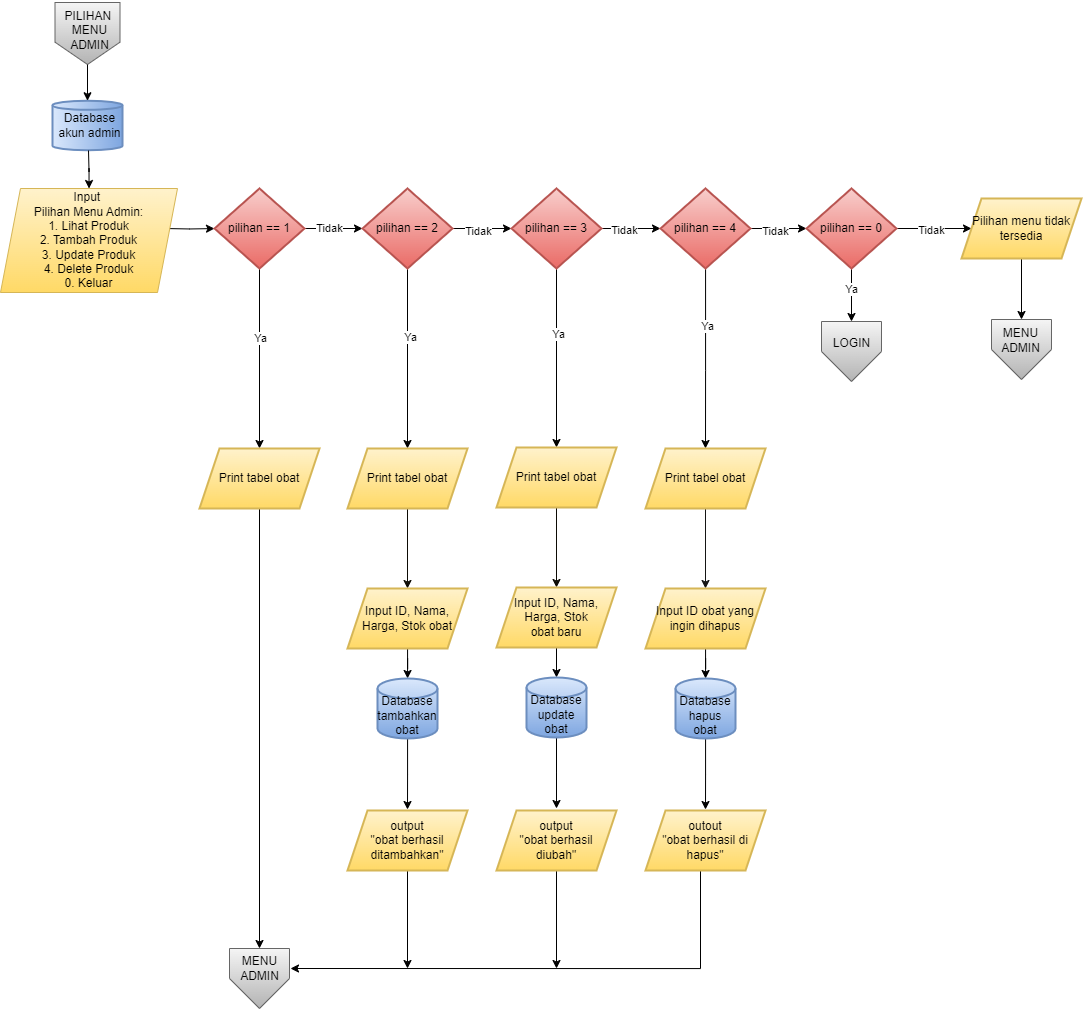 PILIHAN
MENU
ADMIN
Database
akun admin
Input
Pilihan Menu Admin:
1. Lihat Produk
2. Tambah Produk
3. Update Produk
4. Delete Produk
0. Keluar
pilihan == 1
Tidak
pilihan == 2
Tidak
pilihan == 3
Tidak
pilihan == 4
Tidak
pilihan == 0
Tidak
Pilihan menu tidak
tersedia
Ya
Ya
Ya
Ya
Ya
LOGIN
MENU
ADMIN
Print tabel obat
Print tabel obat
Print tabel obat
Print tabel obat
Input ID, Nama,
Harga, Stok obat
Input ID, Nama,
Harga, Stok
obat baru
Input ID obat yang
ingin dihapus
Database
tambahkan
obat
Database
update
obat
Database
hapus
obat
output
"obat berhasil
ditambahkan"
output
"obat berhasil
diubah"
outout
"obat berhasil di
hapus"
MENU
ADMIN